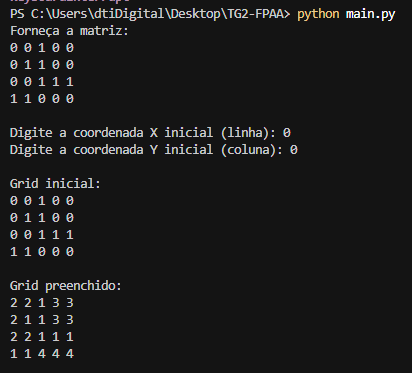 PS C:\Users\dtiDigital\Desktop\TG2-FPAA> python main.py
Forneça a matriz:
0 0 1 0 0
0 1 1 0 0
0 0 1 1 1
1 1 0 0 0
Digite a coordenada X inicial (linha): 0
Digite a coordenada Y inicial (coluna): 0
Grid inicial:
0 0 1 0 0
0 1 1 0 0
0 0 1 1 1
1 1 0 0 0
Grid preenchido:
2 2 1 3 3
2 1 1 3 3
2 2 1 1 1
1 1 4 4 4